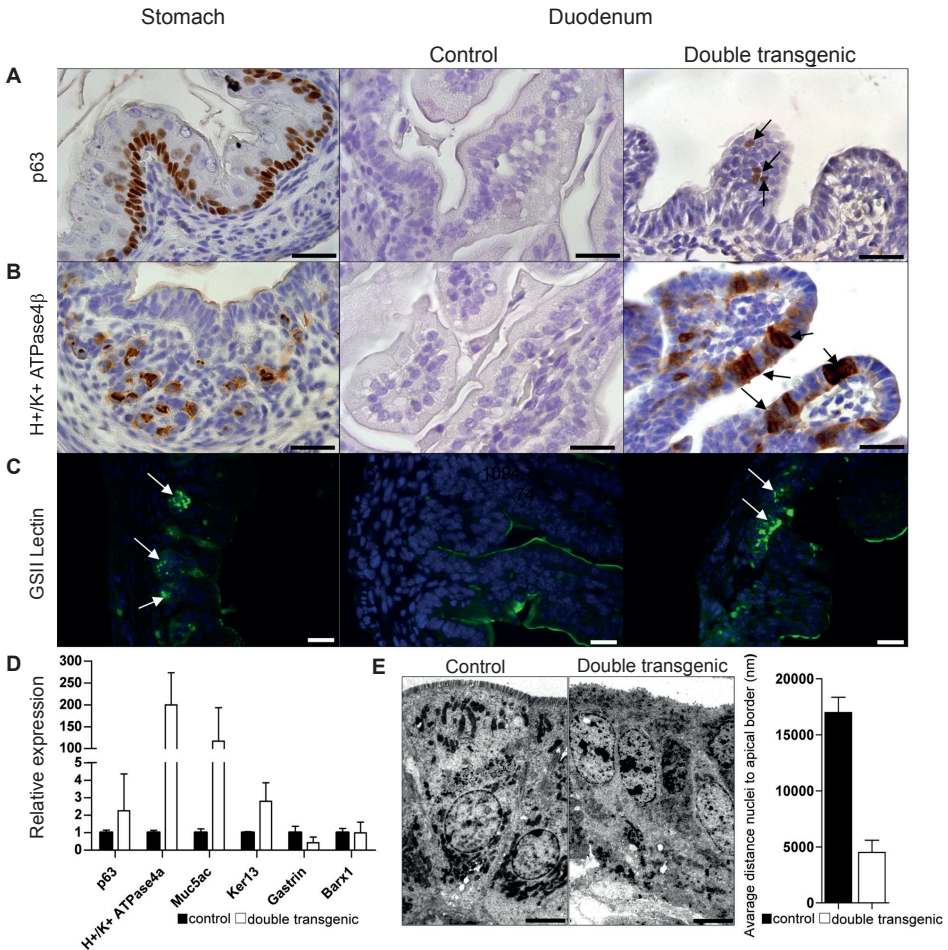 Stomach
Duodenum
Control
Double transgenic
A
p63
B
H+/K+ ATPase4β
C
GSII Lectin
D
Relative expression
300
250
200
150
100
5
4
3
2
1
0
p63
H+/K+ ATPase4a
Muc5ac
Ker13
Gastrin
Barx1
control
double transgenic
E
Control
Double transgenic
Avarage distance nuclei to apical border (nm)
20000
15000
10000
5000
0
control
double transgenic